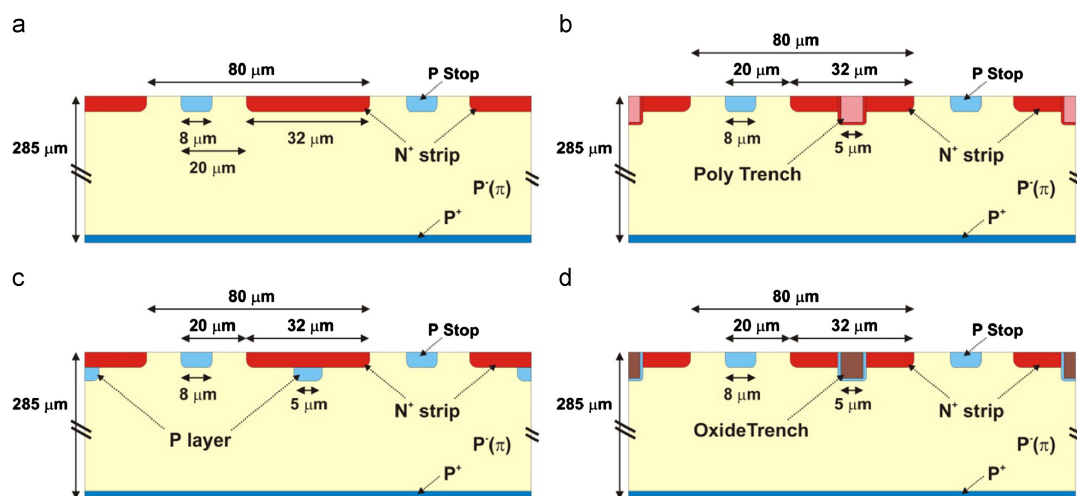 a
80 μm
P Stop
285 μm
8 μm
32 μm
N+ strip
20 μm
P-(π)
P+
b
80 μm
20 μm
32 μm
P Stop
285 μm
8 μm
5 μm
Poly Trench
N+ strip
P-(π)
P+
c
80 μm
20 μm
32 μm
P Stop
285 μm
8 μm
5 μm
N+ strip
P layer
P-(π)
P+
d
80 μm
20 μm
32 μm
P Stop
285 μm
8 μm
5 μm
N+ strip
OxideTrench
P-(π)
P+